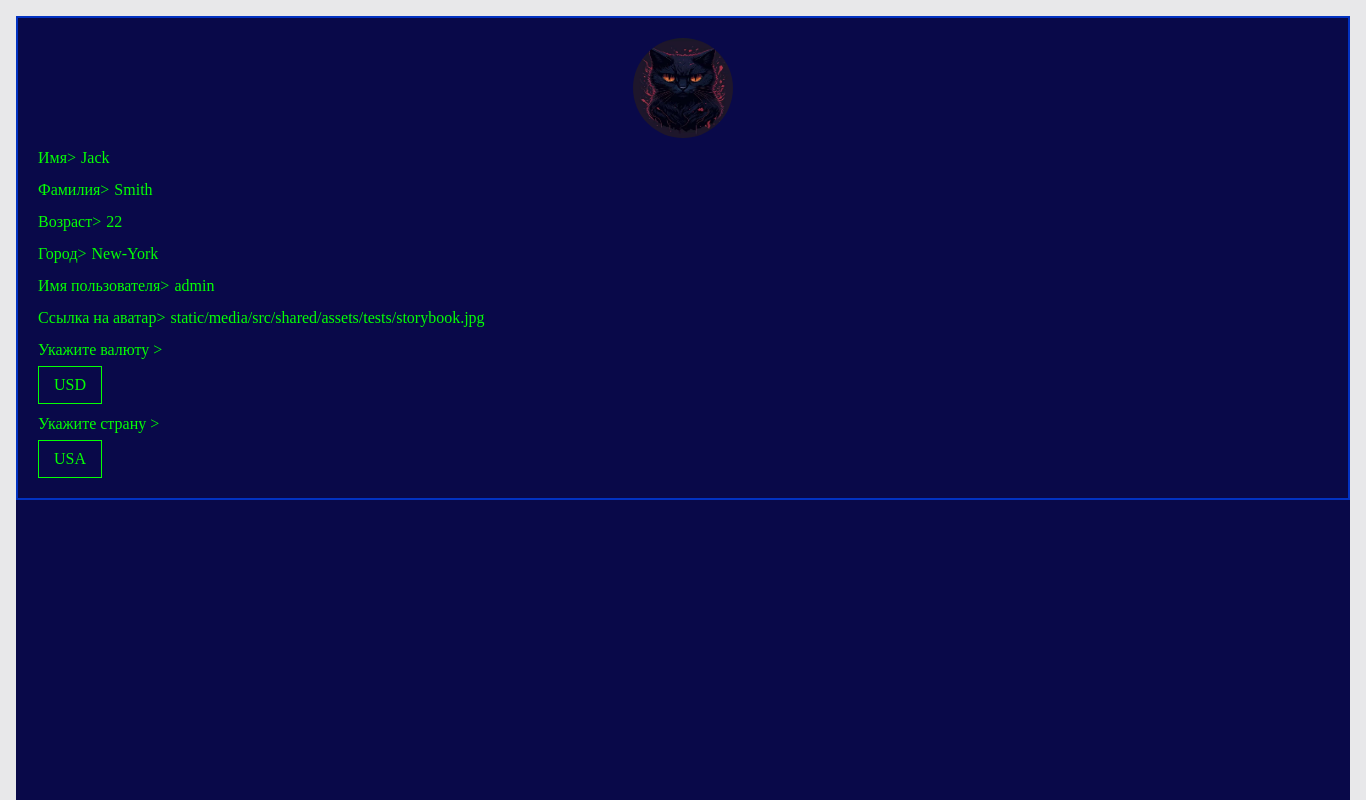 Имя> Jack
Фамилия> Smith
Возраст> 22
Город> New-York
Имя пользователя> admin
Ссылка на аватар> static/media/src/shared/assets/tests/storybook.jpg
Укажите валюту >
USD
Укажите страну >
USA